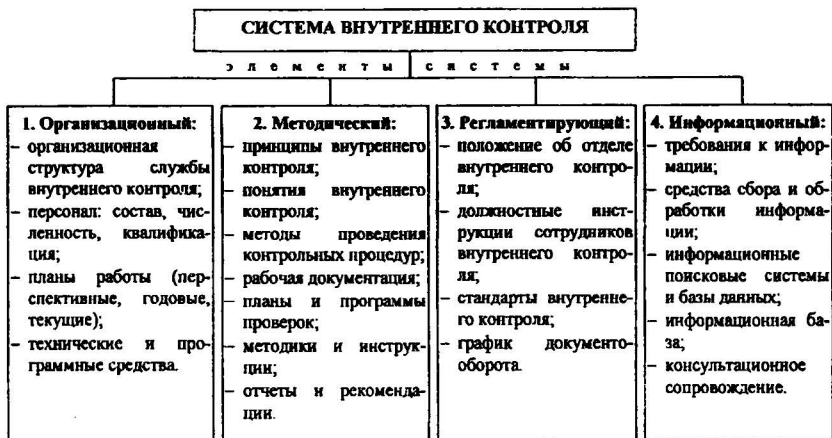 СИСТЕМА ВНУТРЕННЕГО КОНТРОЛЯ
элементы системы
1. Организационный:
– организационная
структура службы
внутреннего контроля;
– персонал: состав, чис-
ленность, квалифика-
ция;
– планы работы (пер-
спективные, годовые,
текущие);
– технические и про-
граммные средства.
2. Методический:
– принципы внутреннего
контроля;
– понятия внутреннего
контроля;
– методы проведения
контрольных процедур;
– рабочая документация;
– планы и программы
проверок;
– методики и инструк-
ции;
– отчеты и рекоменда-
ции.
3. Регламентирующий:
– положение об отделе
внутреннего контро-
ля;
– должностные инст-
рукции сотрудников
внутреннего контро-
ля;
– стандарты внутренне-
го контроля;
– график документо-
оборота.
4. Информационный:
– требования к инфор-
мации;
– средства сбора и об-
работки информа-
ции;
– информационные
поисковые системы
и базы данных;
– информационная ба-
за;
– консультационное
сопровождение.